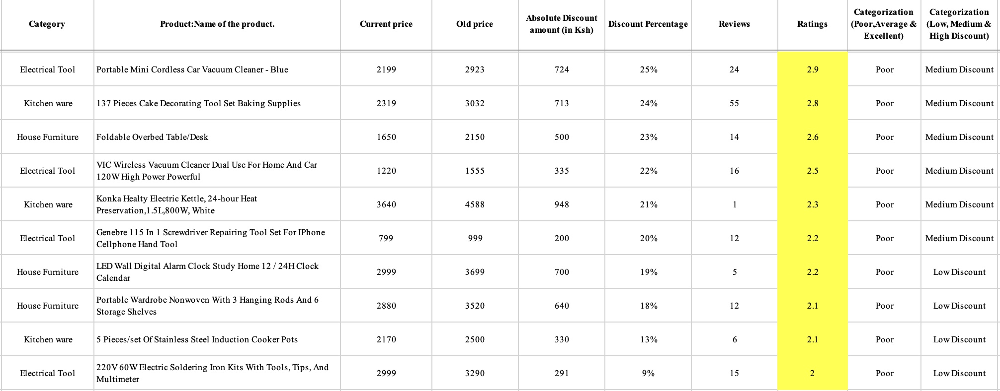 Category Product:Name of the product. Current price Old price Absolute Discount amount (in Ksh) Discount Percentage Reviews Ratings Categorization (Poor,Average & Excellent) Categorization (Low, Medium & High Discount)
Electrical Tool Portable Mini Cordless Car Vacuum Cleaner - Blue 2199 2923 724 25% 24 2.9 Poor Medium Discount
Kitchen ware 137 Pieces Cake Decorating Tool Set Baking Supplies 2319 3032 713 24% 55 2.8 Poor Medium Discount
House Furniture Foldable Overbed Table/Desk 1650 2150 500 23% 14 2.6 Poor Medium Discount
Electrical Tool VIC Wireless Vacuum Cleaner Dual Use For Home And Car 120W High Power Powerful 1220 1555 335 22% 16 2.5 Poor Medium Discount
Kitchen ware Konka Healty Electric Kettle, 24-hour Heat Preservation,1.5L,800W, White 3640 4588 948 21% 1 2.3 Poor Medium Discount
Electrical Tool Genebre 115 In 1 Screwdriver Repairing Tool Set For IPhone Cellphone Hand Tool 799 999 200 20% 12 2.2 Poor Medium Discount
House Furniture LED Wall Digital Alarm Clock Study Home 12 / 24H Clock Calendar 2999 3699 700 19% 5 2.2 Poor Low Discount
House Furniture Portable Wardrobe Nonwoven With 3 Hanging Rods And 6 Storage Shelves 2880 3520 640 18% 12 2.1 Poor Low Discount
Kitchen ware 5 Pieces/set Of Stainless Steel Induction Cooker Pots 2170 2500 330 13% 6 2.1 Poor Low Discount
Electrical Tool 220V 60W Electric Soldering Iron Kits With Tools, Tips, And Multimeter 2999 3290 291 9% 15 2 Poor Low Discount